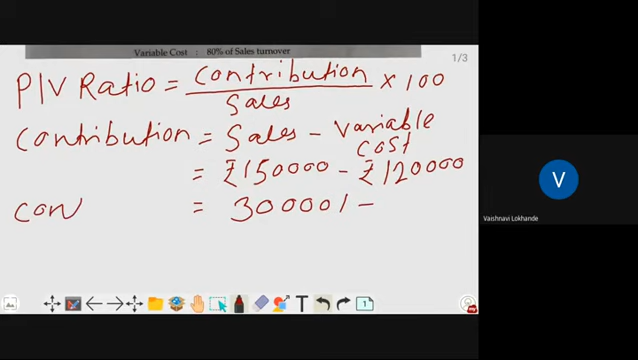 Variable Cost : 80% of Sales turnover
1/3
P/V Ratio = Contribution / Sales × 100
Contribution = Sales - Variable
cost
= ₹150000 - ₹120000
Con = 30000/-
T 1
V
Vaishnavi Lokhande